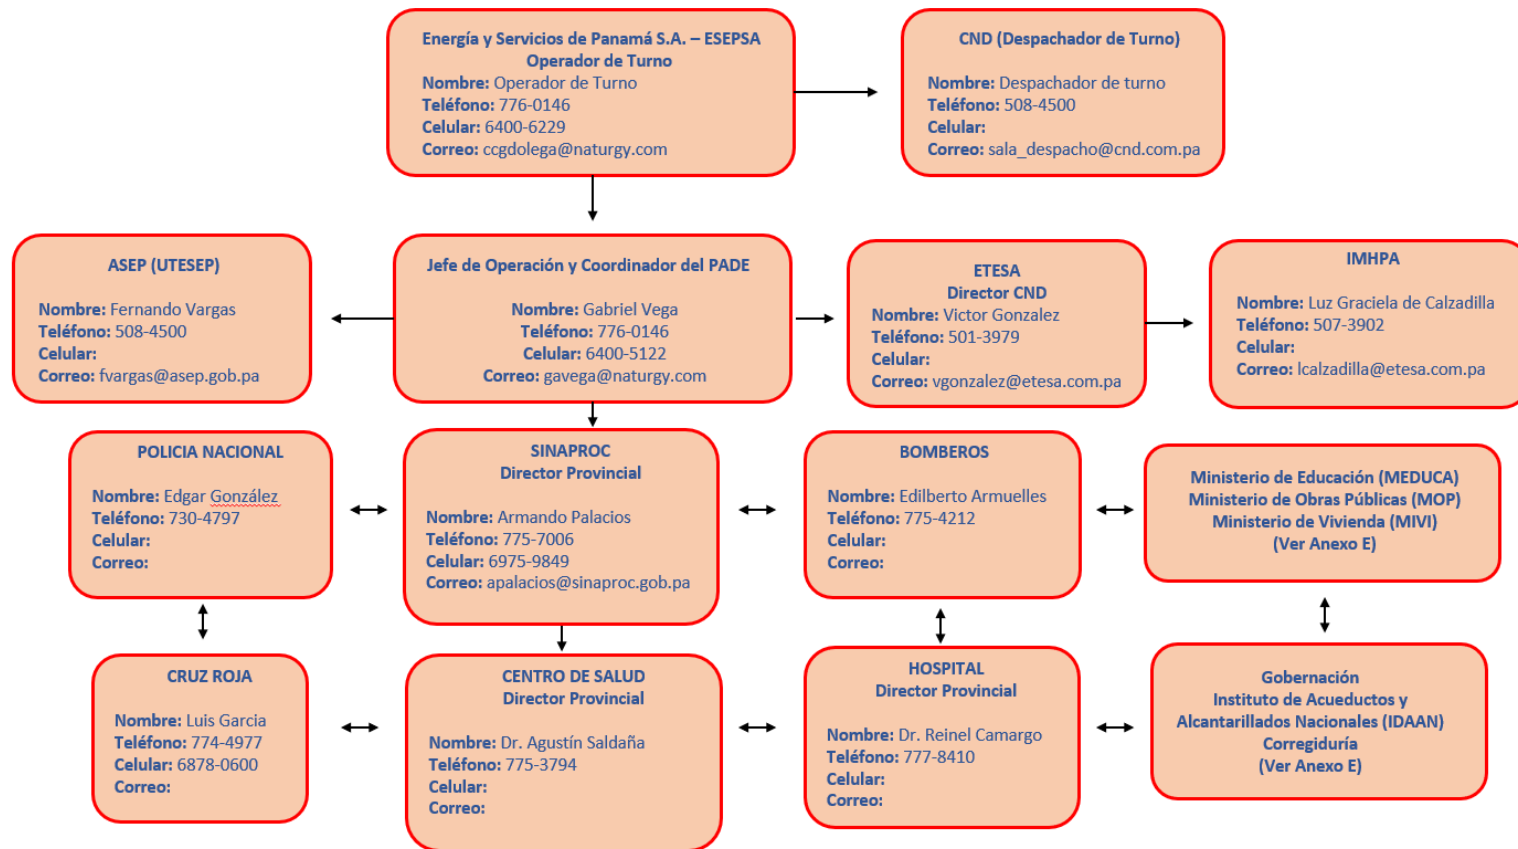 Energía y Servicios de Panamá S.A. – ESEPSA
Operador de Turno
Nombre: Operador de Turno
Teléfono: 776-0146
Celular: 6400-6229
Correo: ccgdolega@naturgy.com
CND (Despachador de Turno)
Nombre: Despachador de turno
Teléfono: 508-4500
Celular:
Correo: sala_despacho@cnd.com.pa
ASEP (UTESEP)
Nombre: Fernando Vargas
Teléfono: 508-4500
Celular:
Correo: fvargas@asep.gob.pa
Jefe de Operación y Coordinador del PADE
Nombre: Gabriel Vega
Teléfono: 776-0146
Celular: 6400-5122
Correo: gavega@naturgy.com
ETESA
Director CND
Nombre: Victor Gonzalez
Teléfono: 501-3979
Celular:
Correo: vgonzalez@etesa.com.pa
IMHPA
Nombre: Luz Graciela de Calzadilla
Teléfono: 507-3902
Celular:
Correo: lcalzadilla@etesa.com.pa
POLICIA NACIONAL
Nombre: Edgar González
Teléfono: 730-4797
Celular:
Correo:
SINAPROC
Director Provincial
Nombre: Armando Palacios
Teléfono: 775-7006
Celular: 6975-9849
Correo: apalacios@sinaproc.gob.pa
BOMBEROS
Nombre: Edilberto Armuelles
Teléfono: 775-4212
Celular:
Correo:
Ministerio de Educación (MEDUCA)
Ministerio de Obras Públicas (MOP)
Ministerio de Vivienda (MIVI)
(Ver Anexo E)
CRUZ ROJA
Nombre: Luis Garcia
Teléfono: 774-4977
Celular: 6878-0600
Correo:
CENTRO DE SALUD
Director Provincial
Nombre: Dr. Agustín Saldaña
Teléfono: 775-3794
Celular:
Correo:
HOSPITAL
Director Provincial
Nombre: Dr. Reinel Camargo
Teléfono: 777-8410
Celular:
Correo:
Gobernación
Instituto de Acueductos y
Alcantarillados Nacionales (IDAAN)
Corregiduría
(Ver Anexo E)